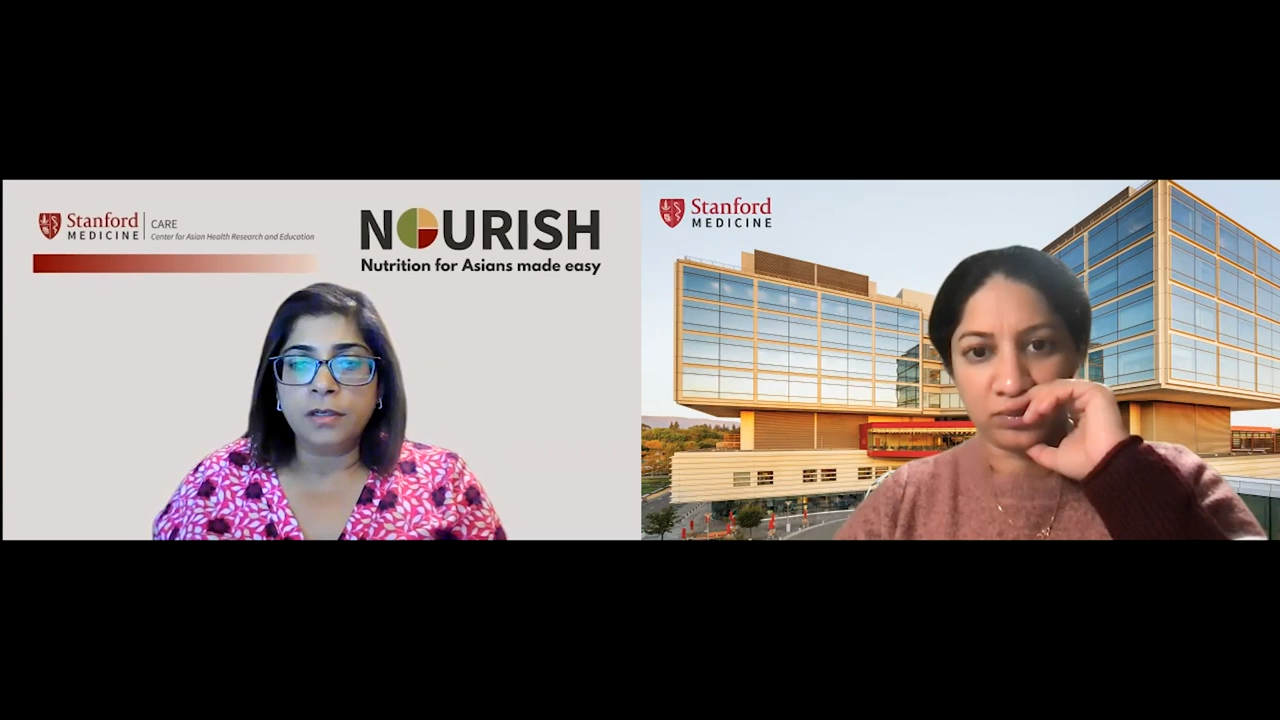 Stanford
MEDICINE
CARE
Center for Asian Health Research and Education
NOURISH
Nutrition for Asians made easy
Stanford
MEDICINE